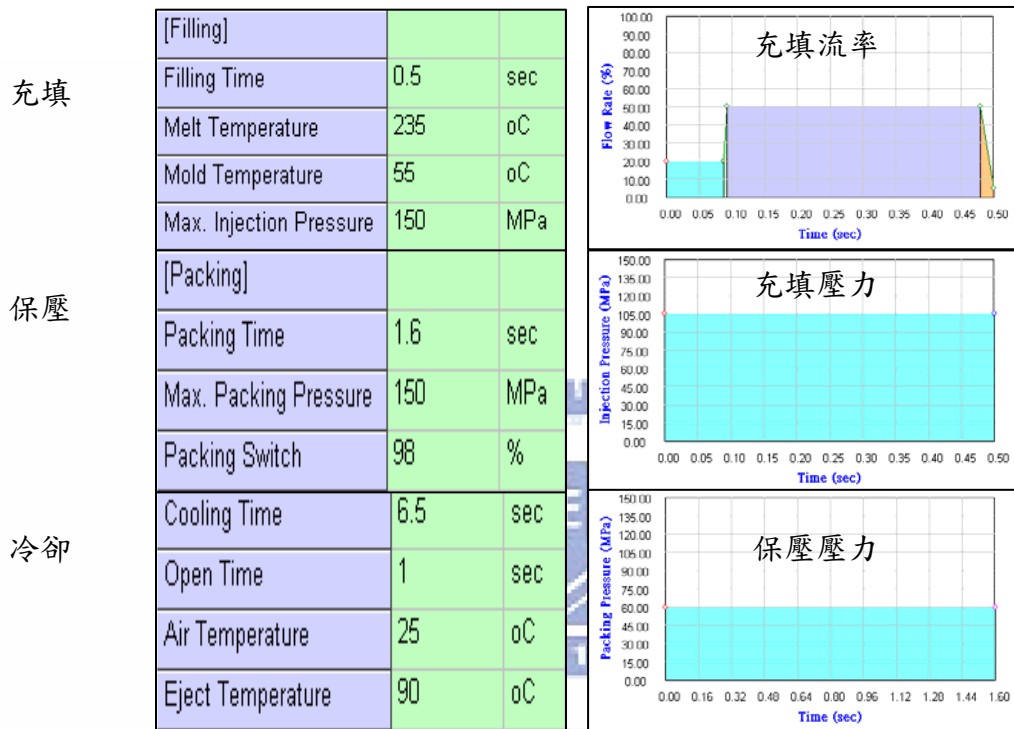 充填
[Filling]
Filling Time 0.5 sec
Melt Temperature 235 oC
Mold Temperature 55 oC
Max. Injection Pressure 150 MPa
保壓
[Packing]
Packing Time 1.6 sec
Max. Packing Pressure 150 MPa
Packing Switch 98 %
冷卻
Cooling Time 6.5 sec
Open Time 1 sec
Air Temperature 25 oC
Eject Temperature 90 oC
充填流率
Flow Rate (%)
100.00
90.00
80.00
70.00
60.00
50.00
40.00
30.00
20.00
10.00
0.00
0.00 0.05 0.10 0.15 0.20 0.25 0.30 0.35 0.40 0.45 0.50
Time (sec)
充填壓力
Injection Pressure (MPa)
150.00
135.00
120.00
105.00
90.00
75.00
60.00
45.00
30.00
15.00
0.00
0.00 0.05 0.10 0.15 0.20 0.25 0.30 0.35 0.40 0.45 0.50
Time (sec)
保壓壓力
Packing Pressure (MPa)
150.00
135.00
120.00
105.00
90.00
75.00
60.00
45.00
30.00
15.00
0.00
0.00 0.16 0.32 0.48 0.64 0.80 0.96 1.12 1.28 1.44 1.60
Time (sec)